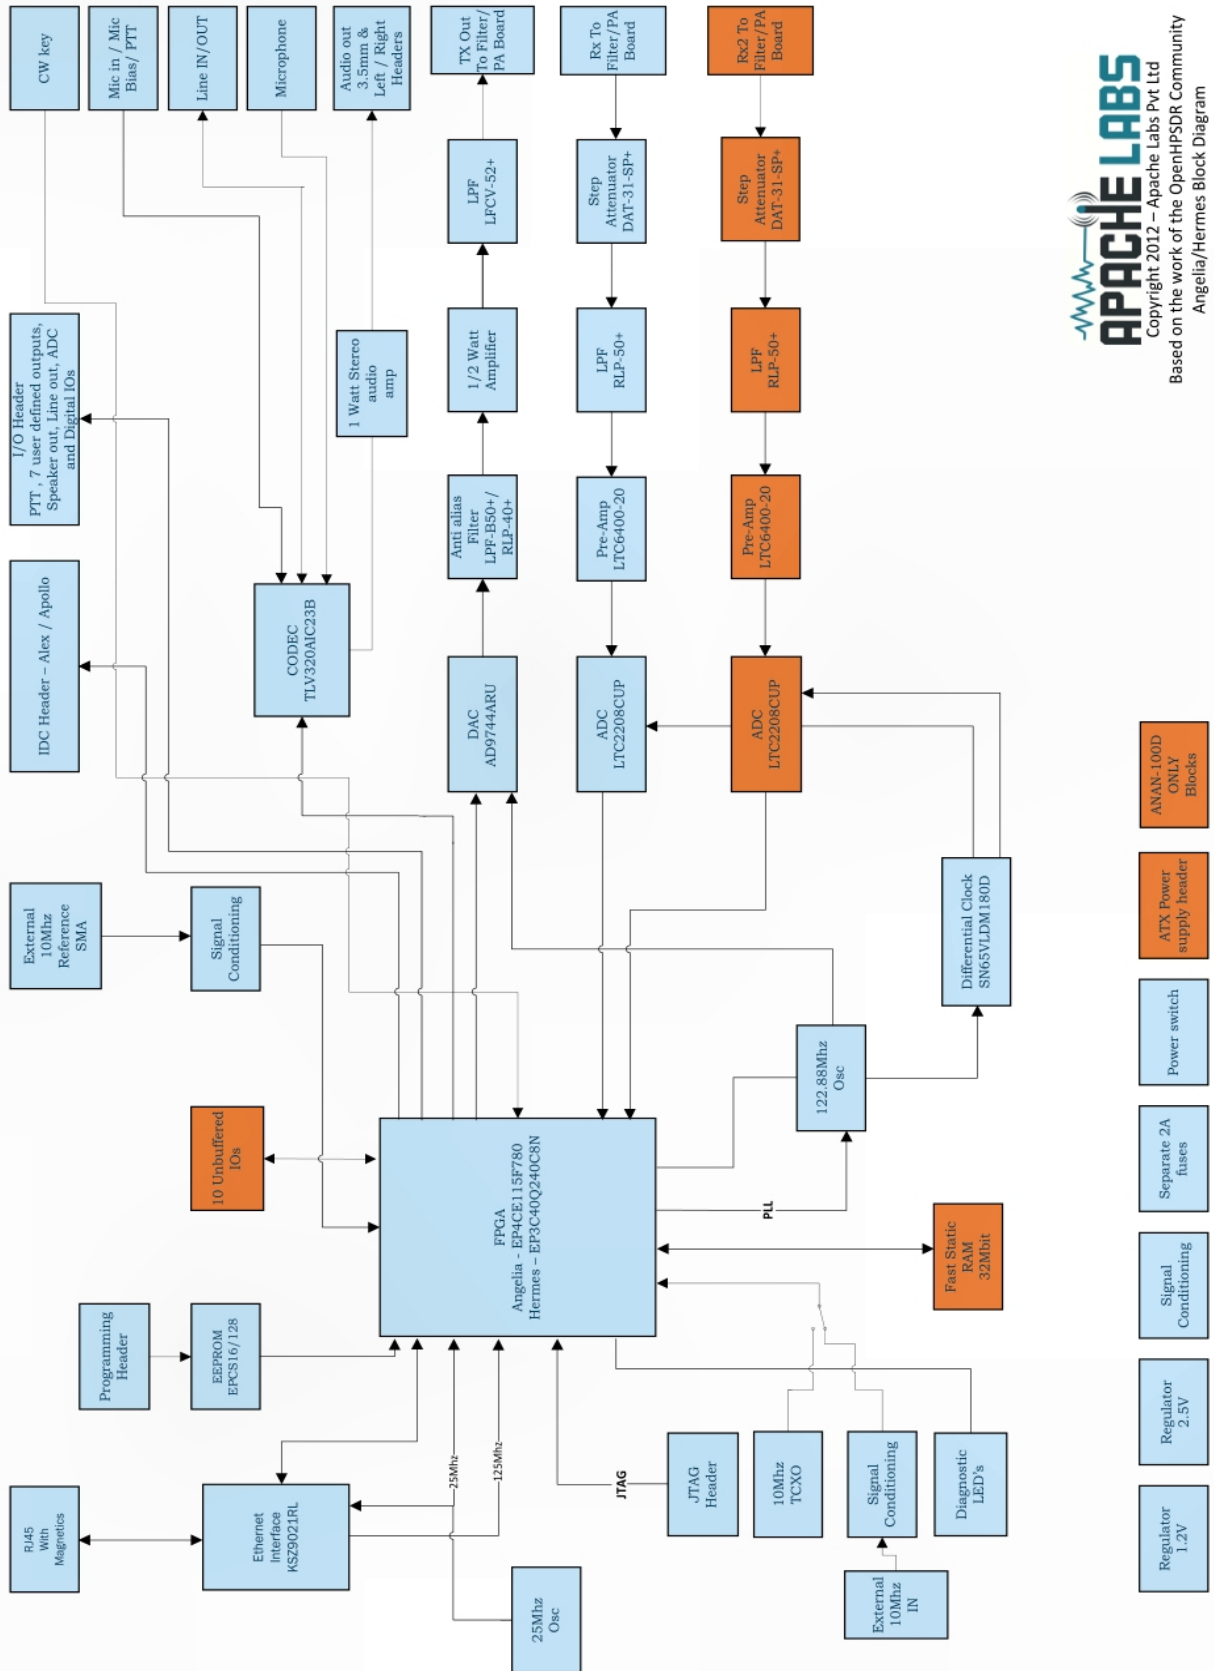 CW key
Mic in / Mic
Bias/ PTT
Line IN/OUT
Microphone
Audio out
3.5mm &
Left / Right
Headers
TX Out
To Filter/
PA Board
Rx To
Filter/PA
Board
Rx2 To
Filter/PA
Board
LPF
LFCV-52+
Step
Attenuator
DAT-31-SP+
Step
Attenuator
DAT-31-SP+
I/O Header
PTT , 7 user defined outputs,
Speaker out, Line out, ADC
and Digital IOs
1 Watt Stereo
audio
amp
1/2 Watt
Amplifier
LPF
RLP-50+
LPF
RLP-50+
Anti alias
Filter
LPF-B50+/
RLP-40+
Pre-Amp
LTC6400-20
Pre-Amp
LTC6400-20
IDC Header – Alex / Apollo
CODEC
TLV320AIC23B
DAC
AD9744ARU
ADC
LTC2208CUP
ADC
LTC2208CUP
External
10Mhz
Reference
SMA
Signal
Conditioning
Differential Clock
SN65VLDM180D
122.88Mhz
Osc
10 Unbuffered
IOs
FPGA
Angelia - EP4CE115F780
Hermes – EP3C40Q240C8N
PLL
Fast Static
RAM
32Mbit
Programming
Header
EEPROM
EPCS16/128
RJ45
With
Magnetics
Ethernet
Interface
KSZ9021RL
25Mhz
125Mhz
JTAG
25Mhz
Osc
JTAG
Header
10Mhz
TCXO
Signal
Conditioning
Diagnostic
LED's
External
10Mhz
IN
Regulator
1.2V
Regulator
2.5V
Signal
Conditioning
Separate 2A
fuses
Power switch
ATX Power
supply header
ANAN-100D
ONLY
Blocks
APACHE LABS
Copyright 2012 – Apache Labs Pvt Ltd
Based on the work of the OpenHPSDR Community
Angelia/Hermes Block Diagram